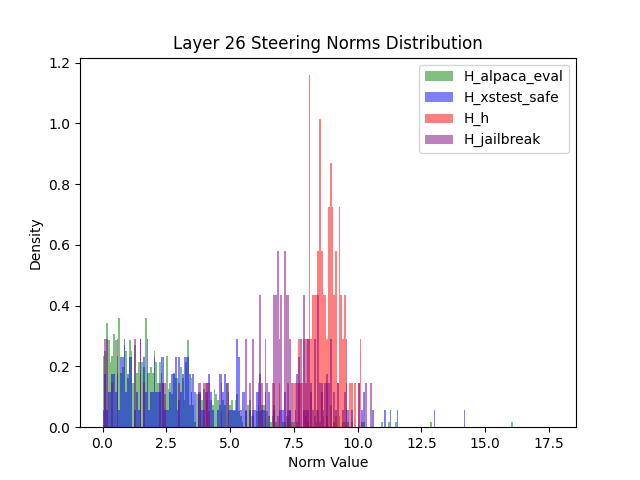 Layer 26 Steering Norms Distribution
H_alpaca_eval
H_xstest_safe
H_h
H_jailbreak
Density
1.2
1.0
0.8
0.6
0.4
0.2
0.0
0.0 2.5 5.0 7.5 10.0 12.5 15.0 17.5
Norm Value